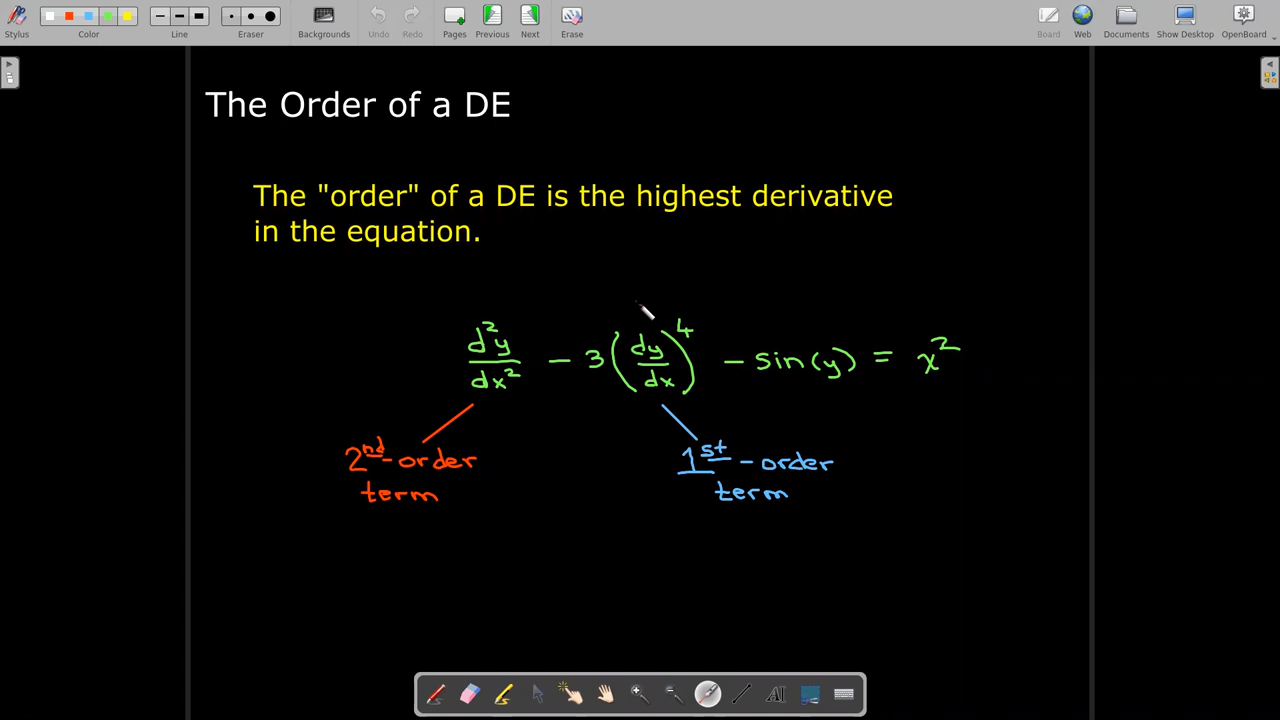 Stylus Color Line Eraser Backgrounds Undo Redo Pages Previous Next Erase Board Web Documents Show Desktop OpenBoard
The Order of a DE
The "order" of a DE is the highest derivative
in the equation.
d²y/dx² - 3(dy/dx)⁴ - sin(y) = x²
2nd-order
term
1st-order
term
AI